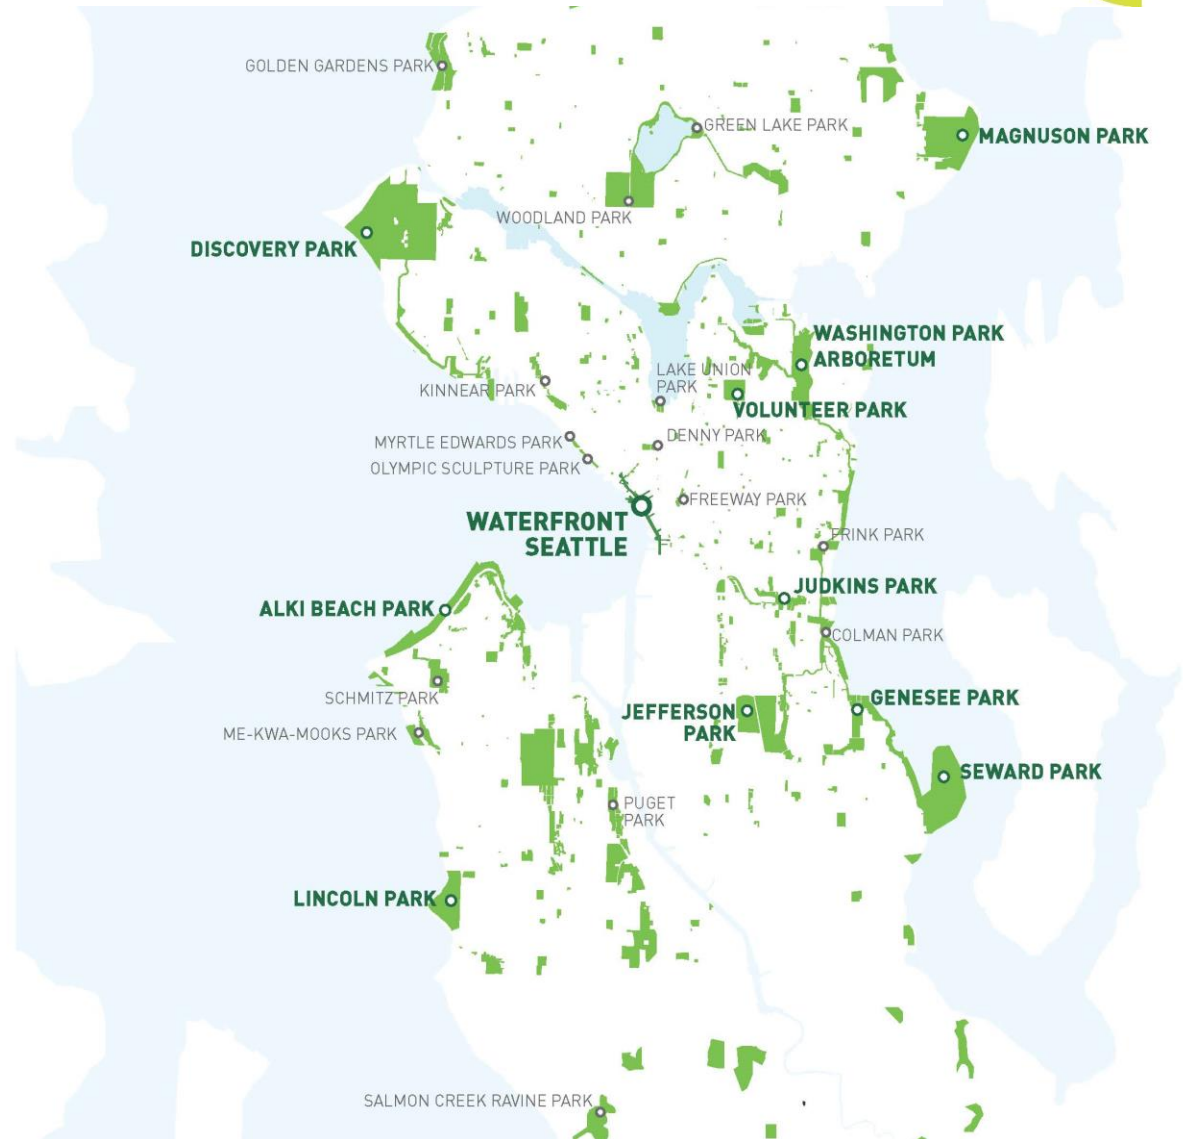 GOLDEN GARDENS PARK
GREEN LAKE PARK
MAGNUSON PARK
WOODLAND PARK
DISCOVERY PARK
WASHINGTON PARK
ARBORETUM
LAKE UNION
PARK
KINNEAR PARK
VOLUNTEER PARK
MYRTLE EDWARDS PARK
DENNY PARK
OLYMPIC SCULPTURE PARK
FREEWAY PARK
WATERFRONT
SEATTLE
FRINK PARK
JUDKINS PARK
ALKI BEACH PARK
COLMAN PARK
SCHMITZ PARK
GENESEE PARK
JEFFERSON
PARK
ME-KWA-MOOKS PARK
SEWARD PARK
PUGET
PARK
LINCOLN PARK
SALMON CREEK RAVINE PARK